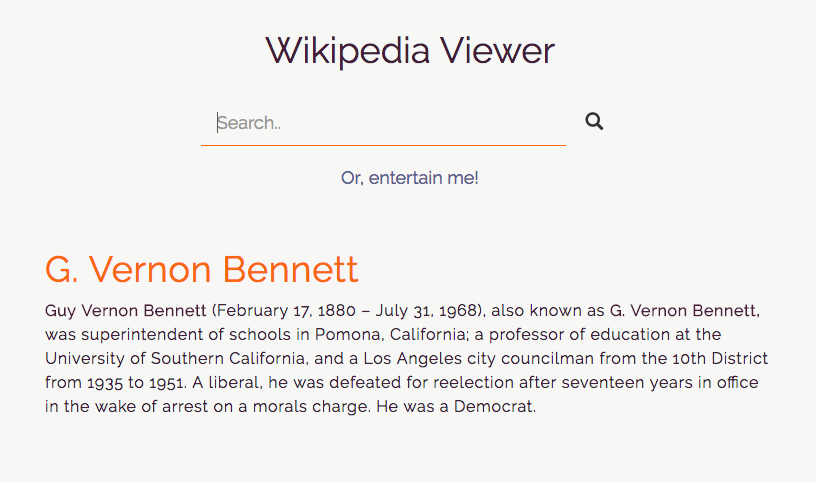 Wikipedia Viewer
Search..
Or, entertain me!
G. Vernon Bennett
Guy Vernon Bennett (February 17, 1880 – July 31, 1968), also known as G. Vernon Bennett,
was superintendent of schools in Pomona, California; a professor of education at the
University of Southern California, and a Los Angeles city councilman from the 10th District
from 1935 to 1951. A liberal, he was defeated for reelection after seventeen years in office
in the wake of arrest on a morals charge. He was a Democrat.